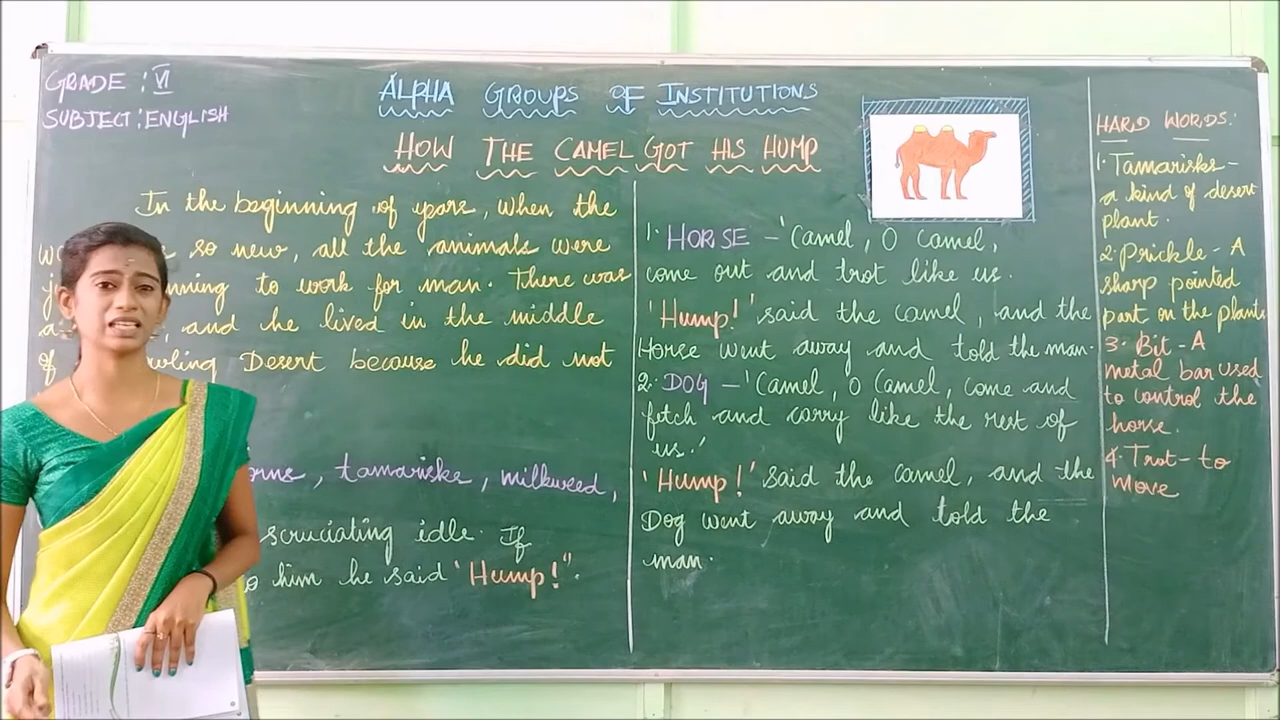 GRADE : VI
SUBJECT: ENGLISH
ALPHA GROUPS OF INSTITUTIONS
HOW THE CAMEL GOT HIS HUMP
In the beginning of years, when the
so new, all the animals were
to work for man. There was
and he lived in the middle
of Desert because he did not
tamariske, milkweed,
scruciating idle. If
him he said "Hump!".
1. HORSE - 'Camel, O Camel,
come out and trot like us.
'Hump!' said the camel, and the
Horse went away and told the man.
2. DOG - 'Camel, O Camel, come and
fetch and carry like the rest of
us.'
'Hump!' said the camel, and the
Dog went away and told the
man.
HARD WORDS:
1. Tamarisks -
a kind of desert
plant.
2. Prickle - A
sharp pointed
part on the plants
3. Bit - A
metal bar used
to control the
horse.
4. Trot - to
move